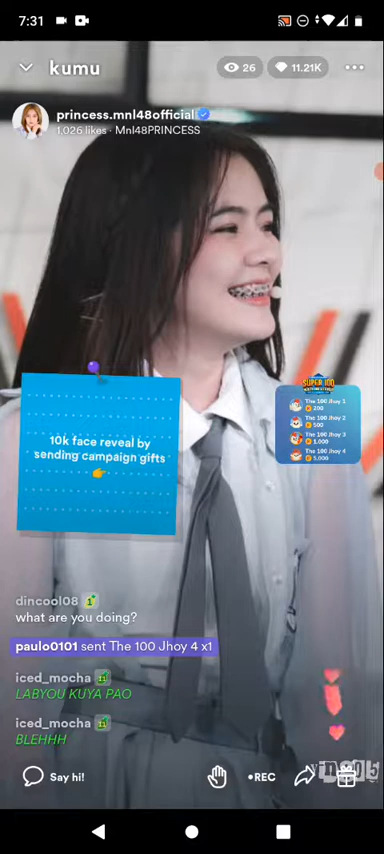 7:31
kumu
26
11.21K
princess.mnl48official
1,026 likes · Mnl48PRINCESS
SUPER 100
The 100 Jhoy 1
200
The 100 Jhoy 2
500
The 100 Jhoy 3
1,000
The 100 Jhoy 4
5,000
10k face reveal by
sending campaign gifts
👉
dincool08 1
what are you doing?
paulo0101 sent The 100 Jhoy 4 x1
iced_mocha 11
LABYOU KUYA PAO
iced_mocha 11
BLEHHH
Say hi!
•REC